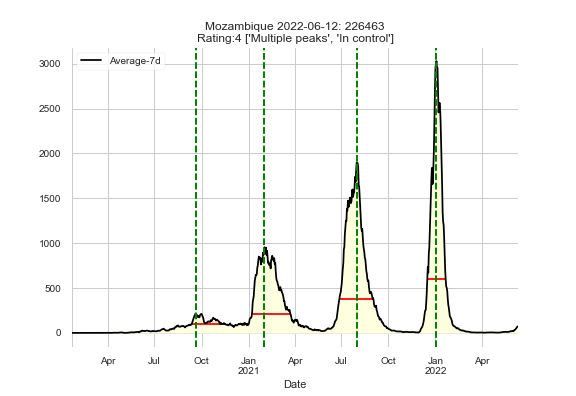 Mozambique 2022-06-12: 226463
Rating:4 ['Multiple peaks', 'In control']
Average-7d
3000
2500
2000
1500
1000
500
0
Apr Jul Oct Jan Apr Jul Oct Jan Apr
2021 2022
Date